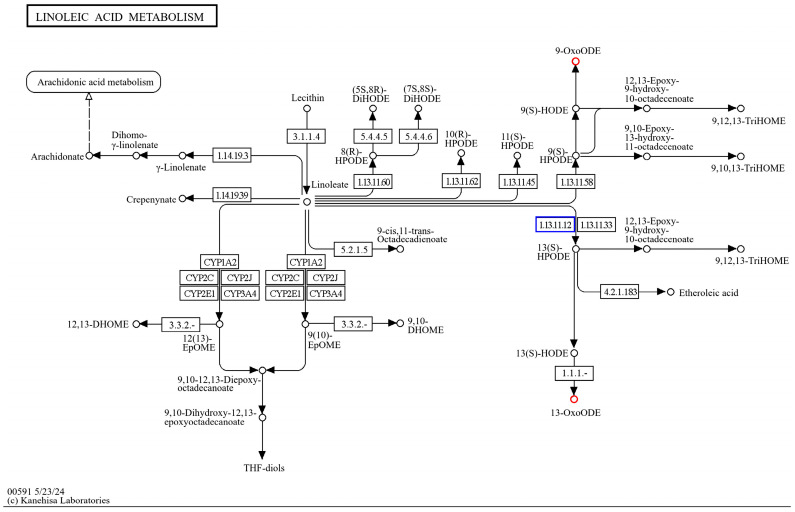 LINOLEIC ACID METABOLISM
9-OxoODE
Arachidonic acid metabolism
(5S,8R)-
DiHODE
(7S,8S)-
DiHODE
12,13-Epoxy-
9-hydroxy-
10-octadecenoate
Lecithin
9(S)-HODE
9,12,13-TriHOME
3.1.1.4
5.4.4.5
5.4.4.6
10(R)-
HPODE
11(S)-
HPODE
9,10-Epoxy-
13-hydroxy-
11-octadecenoate
Dihomo-
γ-linolenate
Arachidonate
1.14.19.3
γ-Linolenate
8(R)-
HPODE
9(S)-
HPODE
9,10,13-TriHOME
Linoleate
1.13.11.60
1.13.11.62
1.13.11.45
1.13.11.58
Crepenynate
1.14.19.39
1.13.11.12
1.13.11.33
12,13-Epoxy-
9-hydroxy-
10-octadecenoate
9-cis,11-trans-
Octadecadienoate
5.2.1.5
13(S)-
HPODE
9,12,13-TriHOME
CYP1A2
CYP2C
CYP2J
CYP2E1
CYP3A4
CYP1A2
CYP2C
CYP2J
CYP2E1
CYP3A4
4.2.1.183
Etheroleic acid
12,13-DHOME
3.3.2.-
12(13)-
EpOME
9(10)-
EpOME
3.3.2.-
9,10-
DHOME
13(S)-HODE
1.1.1.-
13-OxoODE
9,10-12,13-Diepoxy-
octadecanoate
9,10-Dihydroxy-12,13-
epoxyoctadecanoate
THF-diols
00591 5/23/24
(c) Kanehisa Laboratories